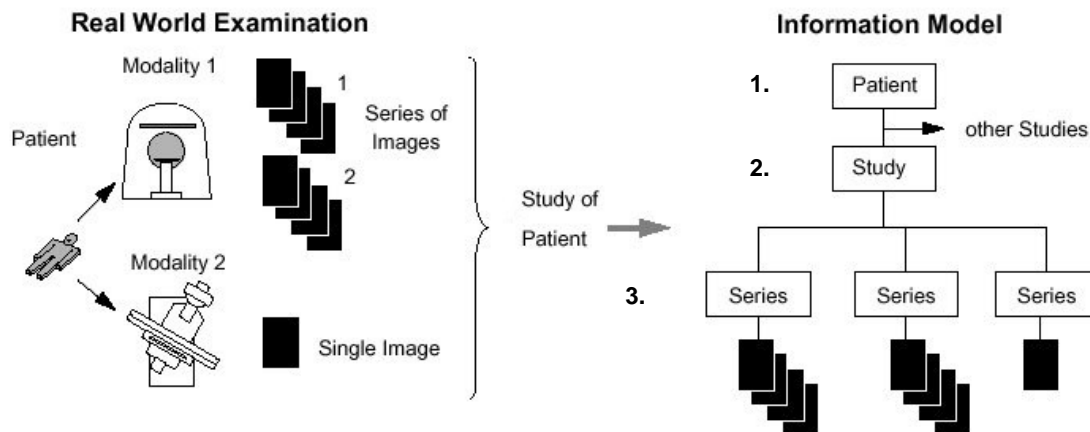 Real World Examination
Modality 1
Patient
1
Series of
Images
2
Modality 2
Single Image
Study of
Patient
Information Model
1.
Patient
other Studies
2.
Study
3.
Series
Series
Series